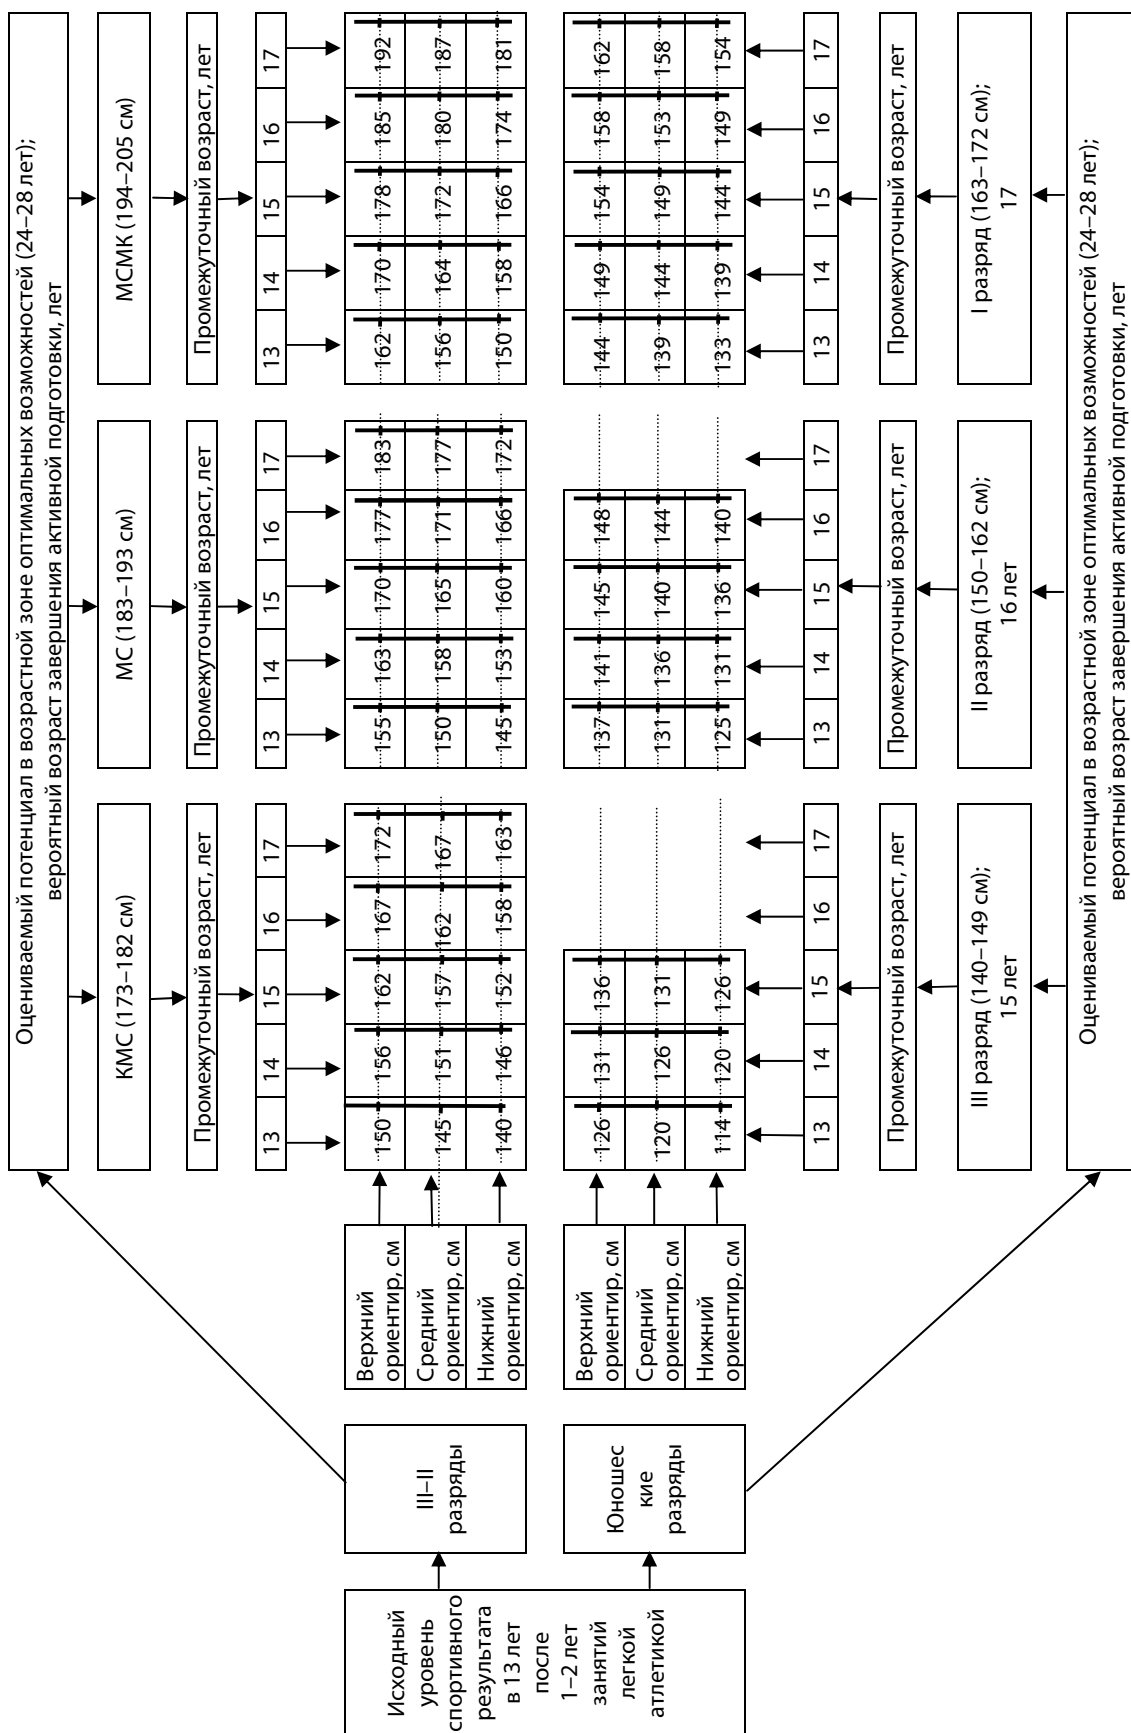 Исходный
уровень
спортивного
результата
в 13 лет
после
1–2 лет
занятий
легкой
атлетикой
III–II
разряды
Юношес
кие
разряды
Оцениваемый потенциал в возрастной зоне оптимальных возможностей (24–28 лет);
вероятный возраст завершения активной подготовки, лет
КМС (173–182 см)
МС (183–193 см)
МСМК (194–205 см)
Промежуточный возраст, лет
Промежуточный возраст, лет
Промежуточный возраст, лет
13 14 15 16 17
13 14 15 16 17
13 14 15 16 17
Верхний
ориентир, см
150 156 162 167 172
155 163 170 177 183
162 170 178 185 192
Средний
ориентир, см
145 151 157 162 167
150 158 165 171 177
156 164 172 180 187
Нижний
ориентир, см
140 146 152 158 163
145 153 160 166 172
150 158 166 174 181
Верхний
ориентир, см
126 131 136
137 141 145 148
144 149 154 158 162
Средний
ориентир, см
120 126 131
131 136 140 144
139 144 149 153 158
Нижний
ориентир, см
114 120 126
125 131 136 140
133 139 144 149 154
13 14 15 16 17
13 14 15 16 17
13 14 15 16 17
Промежуточный возраст, лет
Промежуточный возраст, лет
Промежуточный возраст, лет
III разряд (140–149 см);
15 лет
II разряд (150–162 см);
16 лет
I разряд (163–172 см);
17
Оцениваемый потенциал в возрастной зоне оптимальных возможностей (24–28 лет);
вероятный возраст завершения активной подготовки, лет